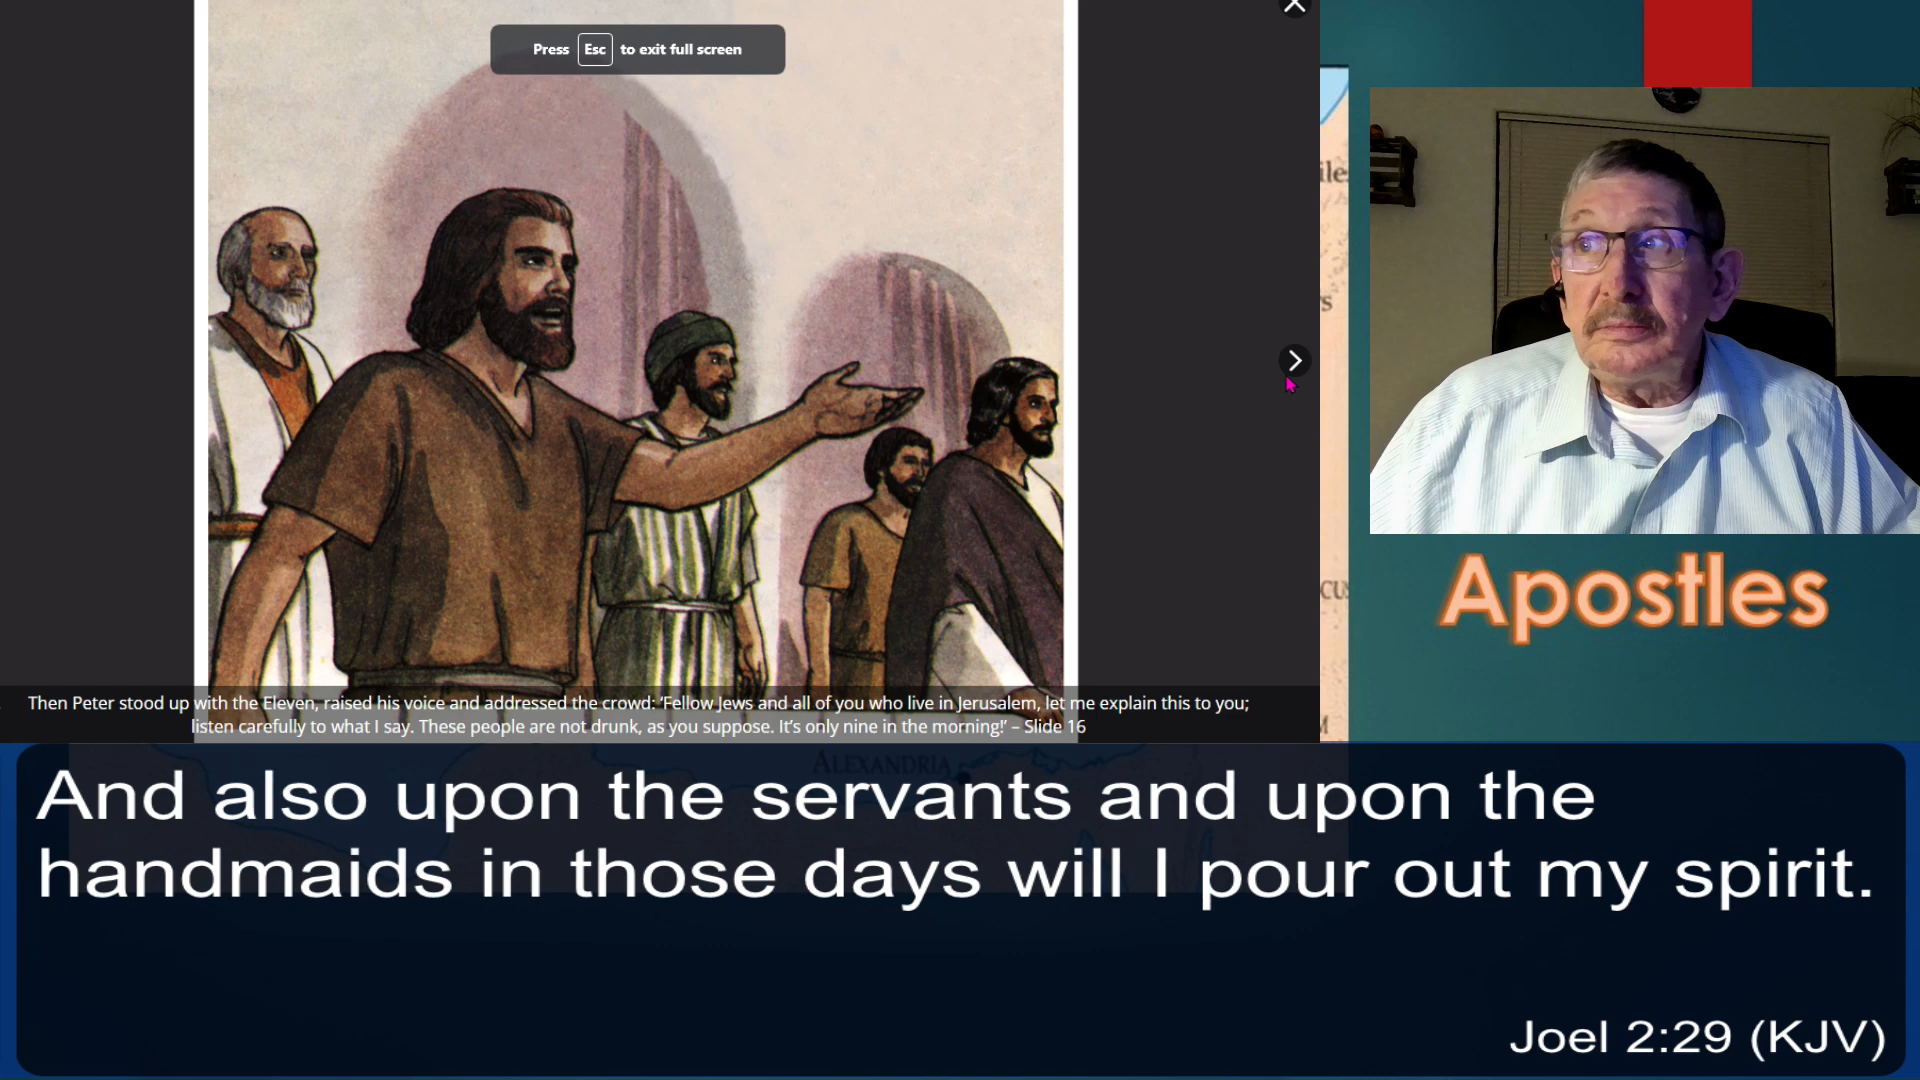 Press Esc to exit full screen
Then Peter stood up with the Eleven, raised his voice and addressed the crowd: ‘Fellow Jews and all of you who live in Jerusalem, let me explain this to you;
listen carefully to what I say. These people are not drunk, as you suppose. It’s only nine in the morning!’ – Slide 16
Apostles
ALEXANDRIA
And also upon the servants and upon the
handmaids in those days will I pour out my spirit.
Joel 2:29 (KJV)